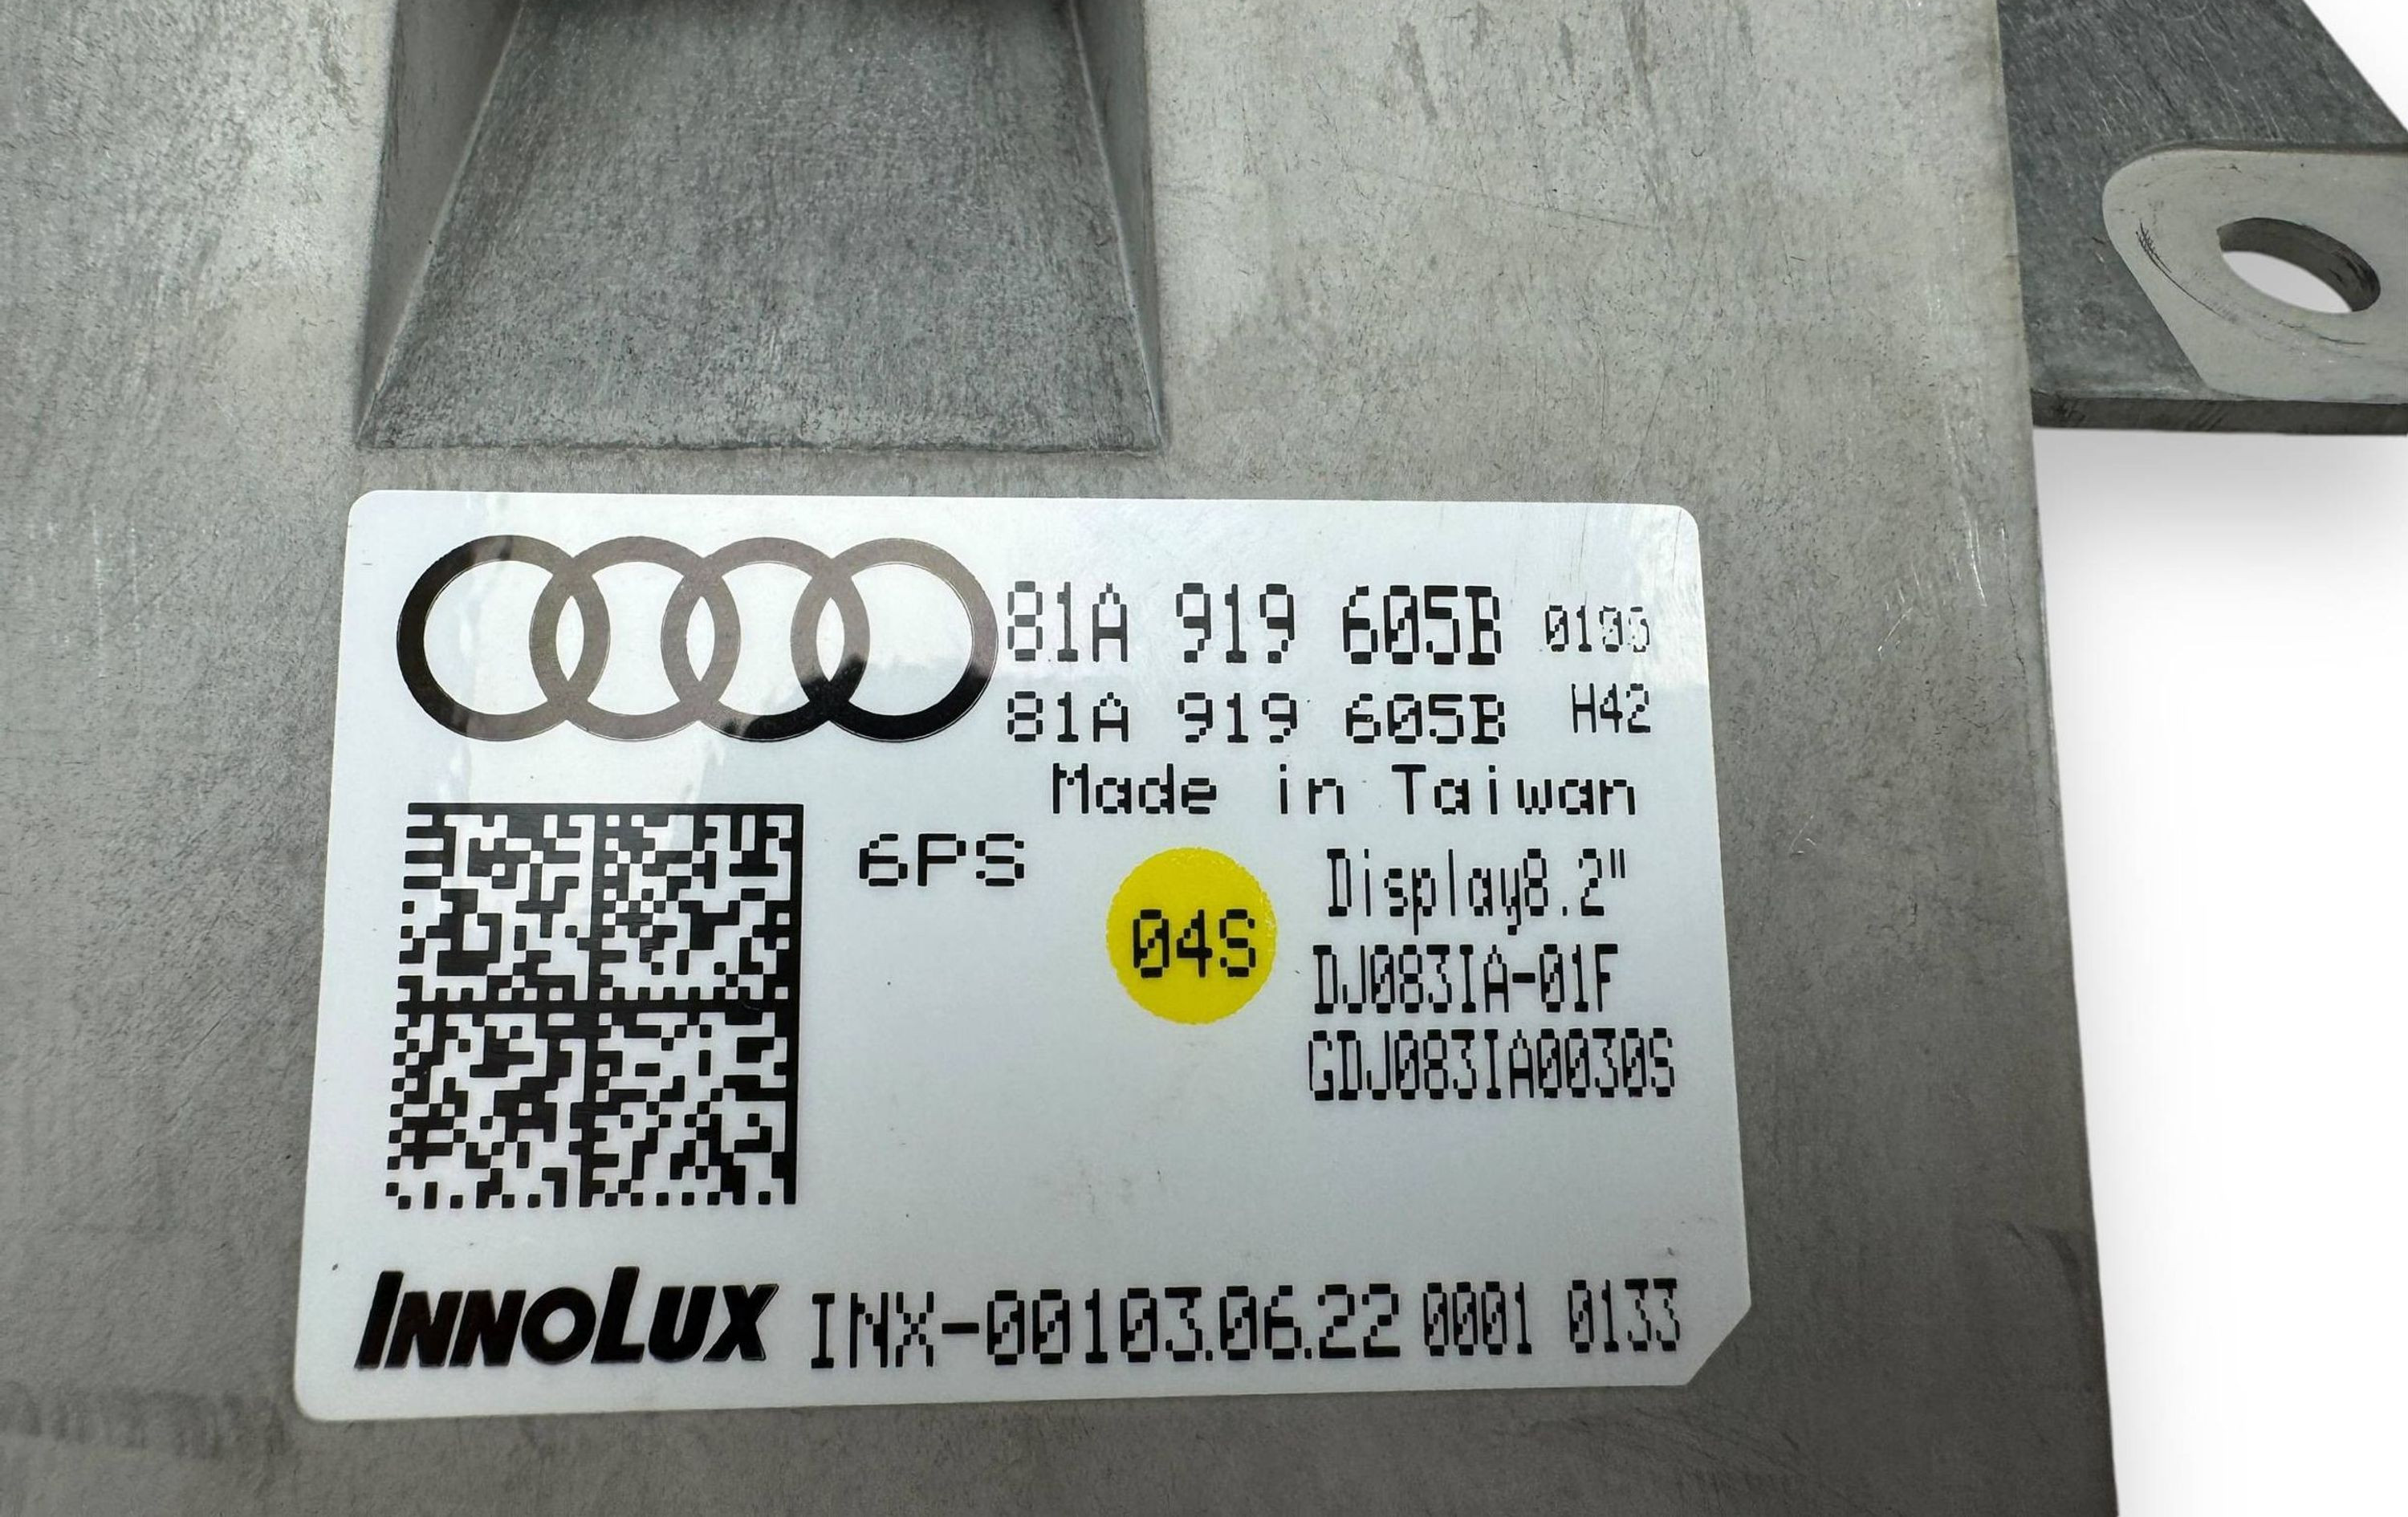 81A 919 605B 0105
81A 919 605B H42
Made in Taiwan
6PS
04S
Display8.2"
DJ083IA-01F
GDJ083IA0030S
INNOLUX INX-00103.06.22 0001 0133